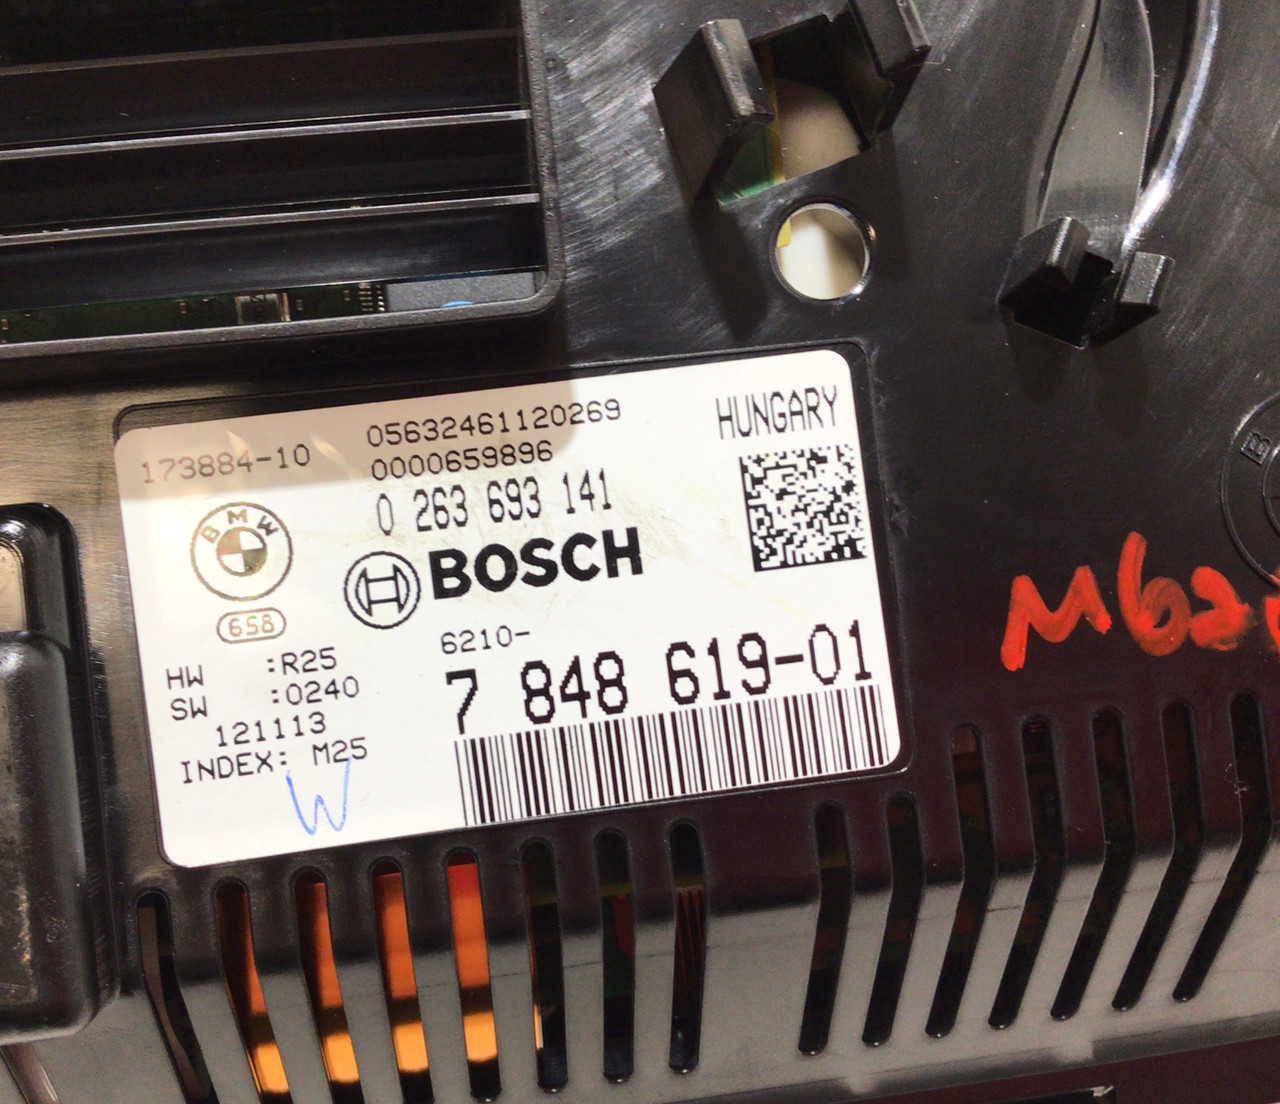 HUNGARY
05632461120269
173884-10
0000659896
0 263 693 141
BMW
BOSCH
658
6210-
HW :R25
7 848 619-01
SW :0240
121113
INDEX: M25
W
B